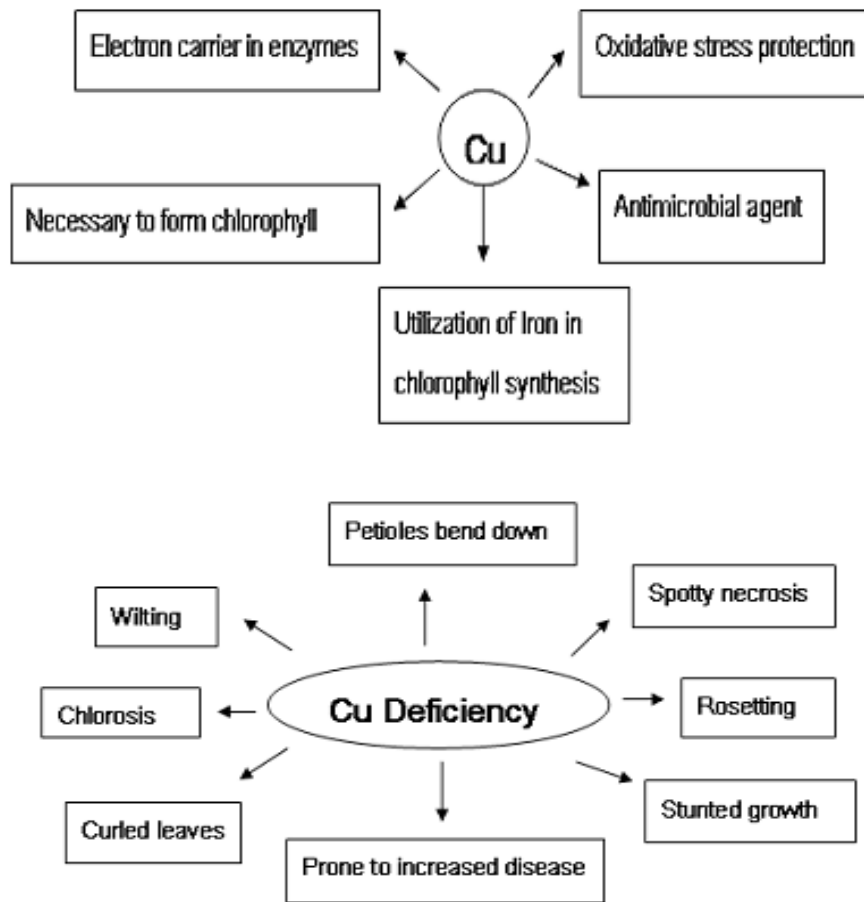 Electron carrier in enzymes
Oxidative stress protection
Cu
Necessary to form chlorophyll
Antimicrobial agent
Utilization of Iron in
chlorophyll synthesis
Petioles bend down
Spotty necrosis
Wilting
Chlorosis
Cu Deficiency
Rosetting
Curled leaves
Stunted growth
Prone to increased disease